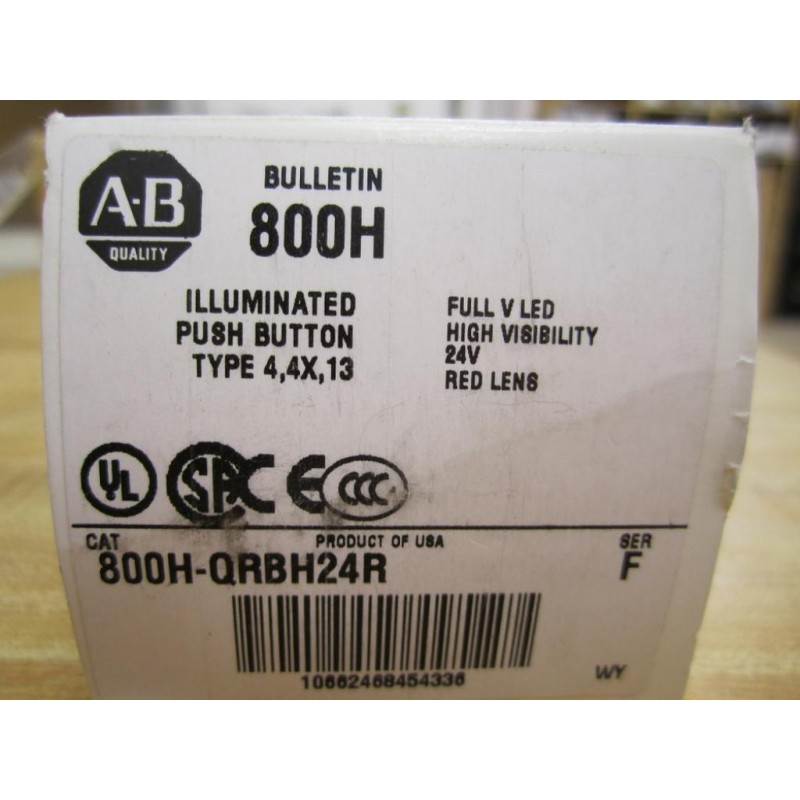 A-B
QUALITY
BULLETIN
800H
ILLUMINATED
PUSH BUTTON
TYPE 4,4X,13
FULL V LED
HIGH VISIBILITY
24V
RED LENS
UL
SA
CE
CCC
CAT
PRODUCT OF USA
SER
800H-QRBH24R
F
10662468454336
WY